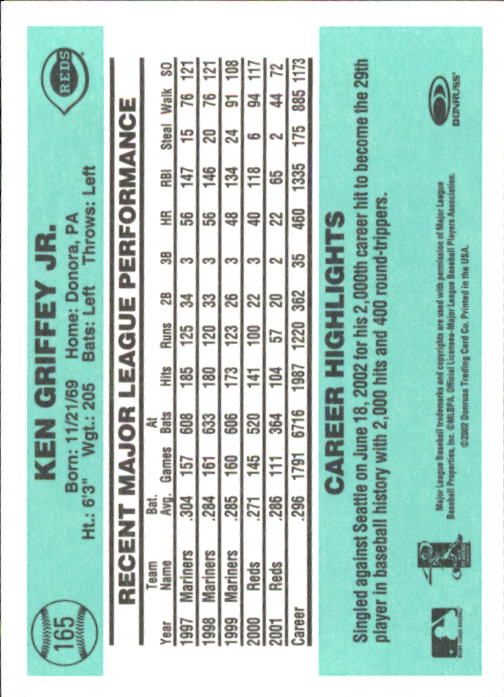 165
KEN GRIFFEY JR.
REDS
Born: 11/21/69 Home: Donora, PA
Ht.: 6'3" Wgt.: 205 Bats: Left Throws: Left
RECENT MAJOR LEAGUE PERFORMANCE
Team Bat. At
Year Name Avg. Games Bats Hits Runs 2B 3B HR RBI Steal Walk SO
1997 Mariners .304 157 608 185 125 34 3 56 147 15 76 121
1998 Mariners .284 161 633 180 120 33 3 56 146 20 76 121
1999 Mariners .285 160 606 173 123 26 3 48 134 24 91 108
2000 Reds .271 145 520 141 100 22 3 40 118 6 94 117
2001 Reds .286 111 364 104 57 20 2 22 65 2 44 72
Career .296 1791 6716 1987 1220 362 35 460 1335 175 885 1173
CAREER HIGHLIGHTS
Singled against Seattle on June 18, 2002 for his 2,000th career hit to become the 29th
player in baseball history with 2,000 hits and 400 round-trippers.
Major League Baseball trademarks and copyrights are used with permission of Major League
Baseball Properties, Inc. ©MLBPA. Official Licensee-Major League Baseball Players Association.
©2002 Donruss Trading Card Co. Printed in the USA.
DONRUSS